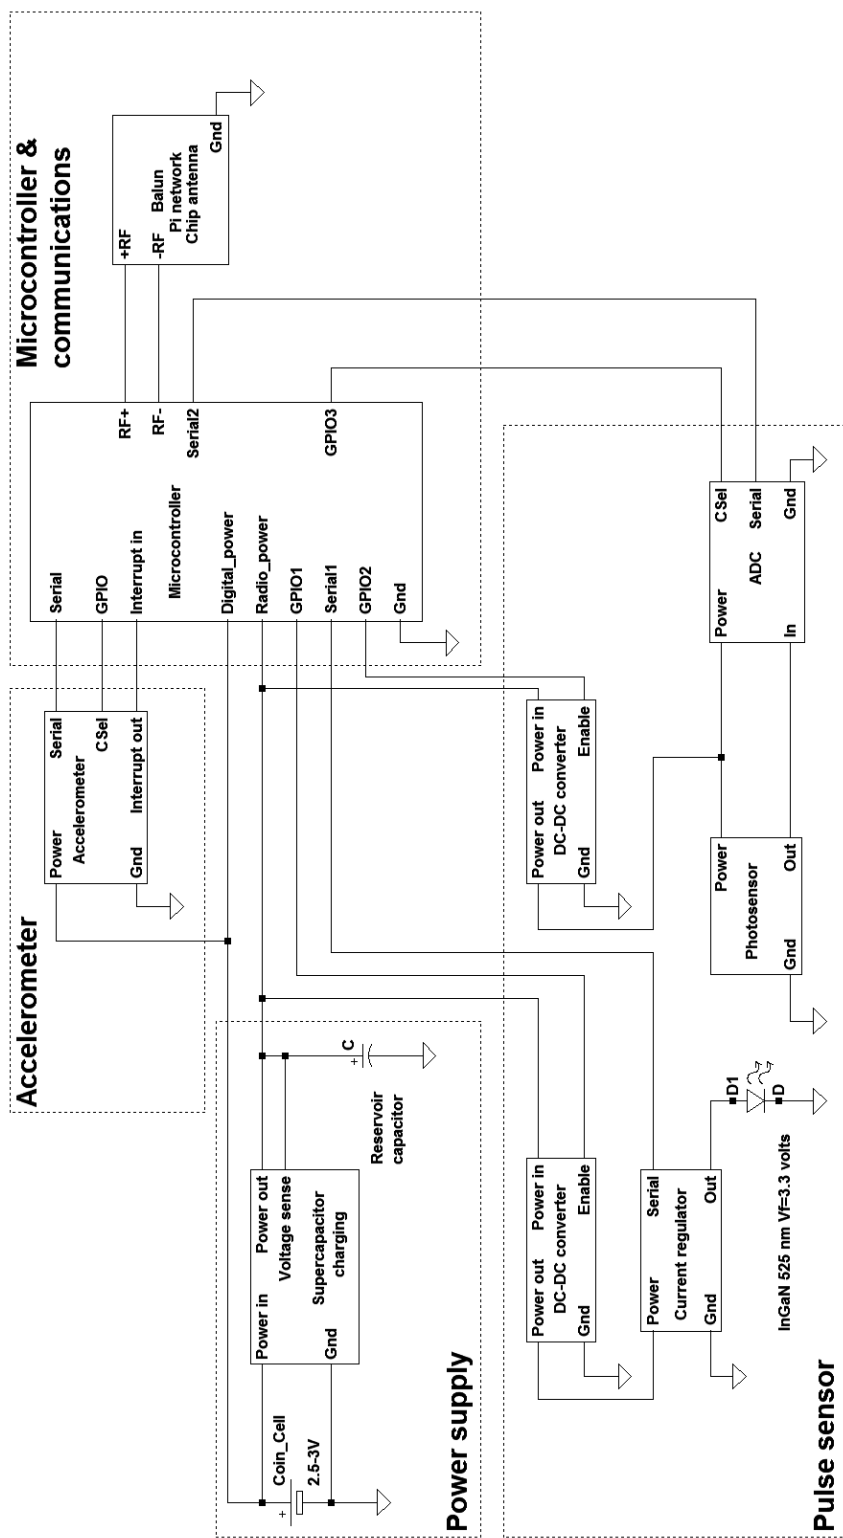 Microcontroller &
communications
+RF
-RF
Balun
Pi network
Chip antenna
Gnd
RF+
RF-
Serial2
GPIO3
Microcontroller
Serial
GPIO
Interrupt in
Digital_power
Radio_power
GPIO1
Serial1
GPIO2
Gnd
Accelerometer
Serial
CSel
Interrupt out
Accelerometer
Power
Gnd
Power supply
Coin_Cell
2.5-3V
+
Power in
Gnd
Supercapacitor
charging
Power out
Voltage sense
C
+
Reservoir
capacitor
Pulse sensor
Power out
Power in
DC-DC converter
Gnd
Enable
Power
Serial
Current regulator
Gnd
Out
D1
D
InGaN 525 nm Vf=3.3 volts
Power out
Power in
DC-DC converter
Gnd
Enable
Power
Photosensor
Gnd
Out
Power
CSel
Serial
ADC
In
Gnd